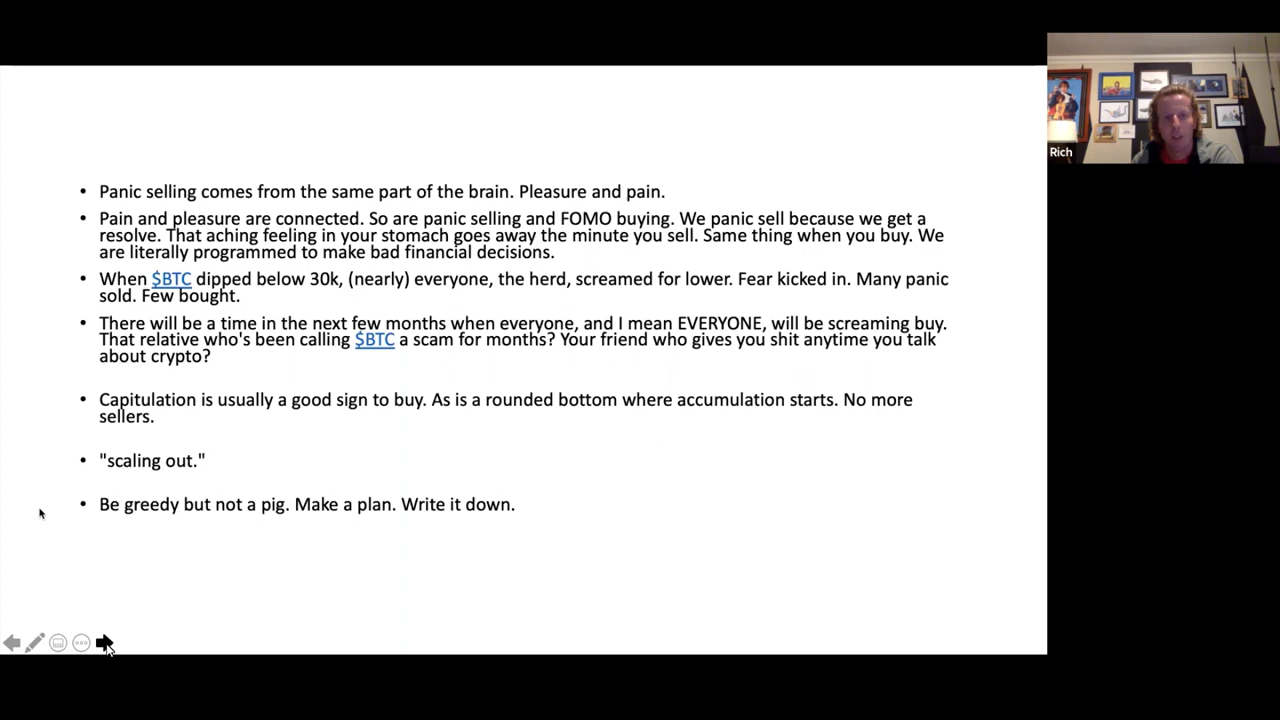 • Panic selling comes from the same part of the brain. Pleasure and pain.
• Pain and pleasure are connected. So are panic selling and FOMO buying. We panic sell because we get a
resolve. That aching feeling in your stomach goes away the minute you sell. Same thing when you buy. We
are literally programmed to make bad financial decisions.
• When $BTC dipped below 30k, (nearly) everyone, the herd, screamed for lower. Fear kicked in. Many panic
sold. Few bought.
• There will be a time in the next few months when everyone, and I mean EVERYONE, will be screaming buy.
That relative who's been calling $BTC a scam for months? Your friend who gives you shit anytime you talk
about crypto?
• Capitulation is usually a good sign to buy. As is a rounded bottom where accumulation starts. No more
sellers.
• "scaling out."
• Be greedy but not a pig. Make a plan. Write it down.
Rich